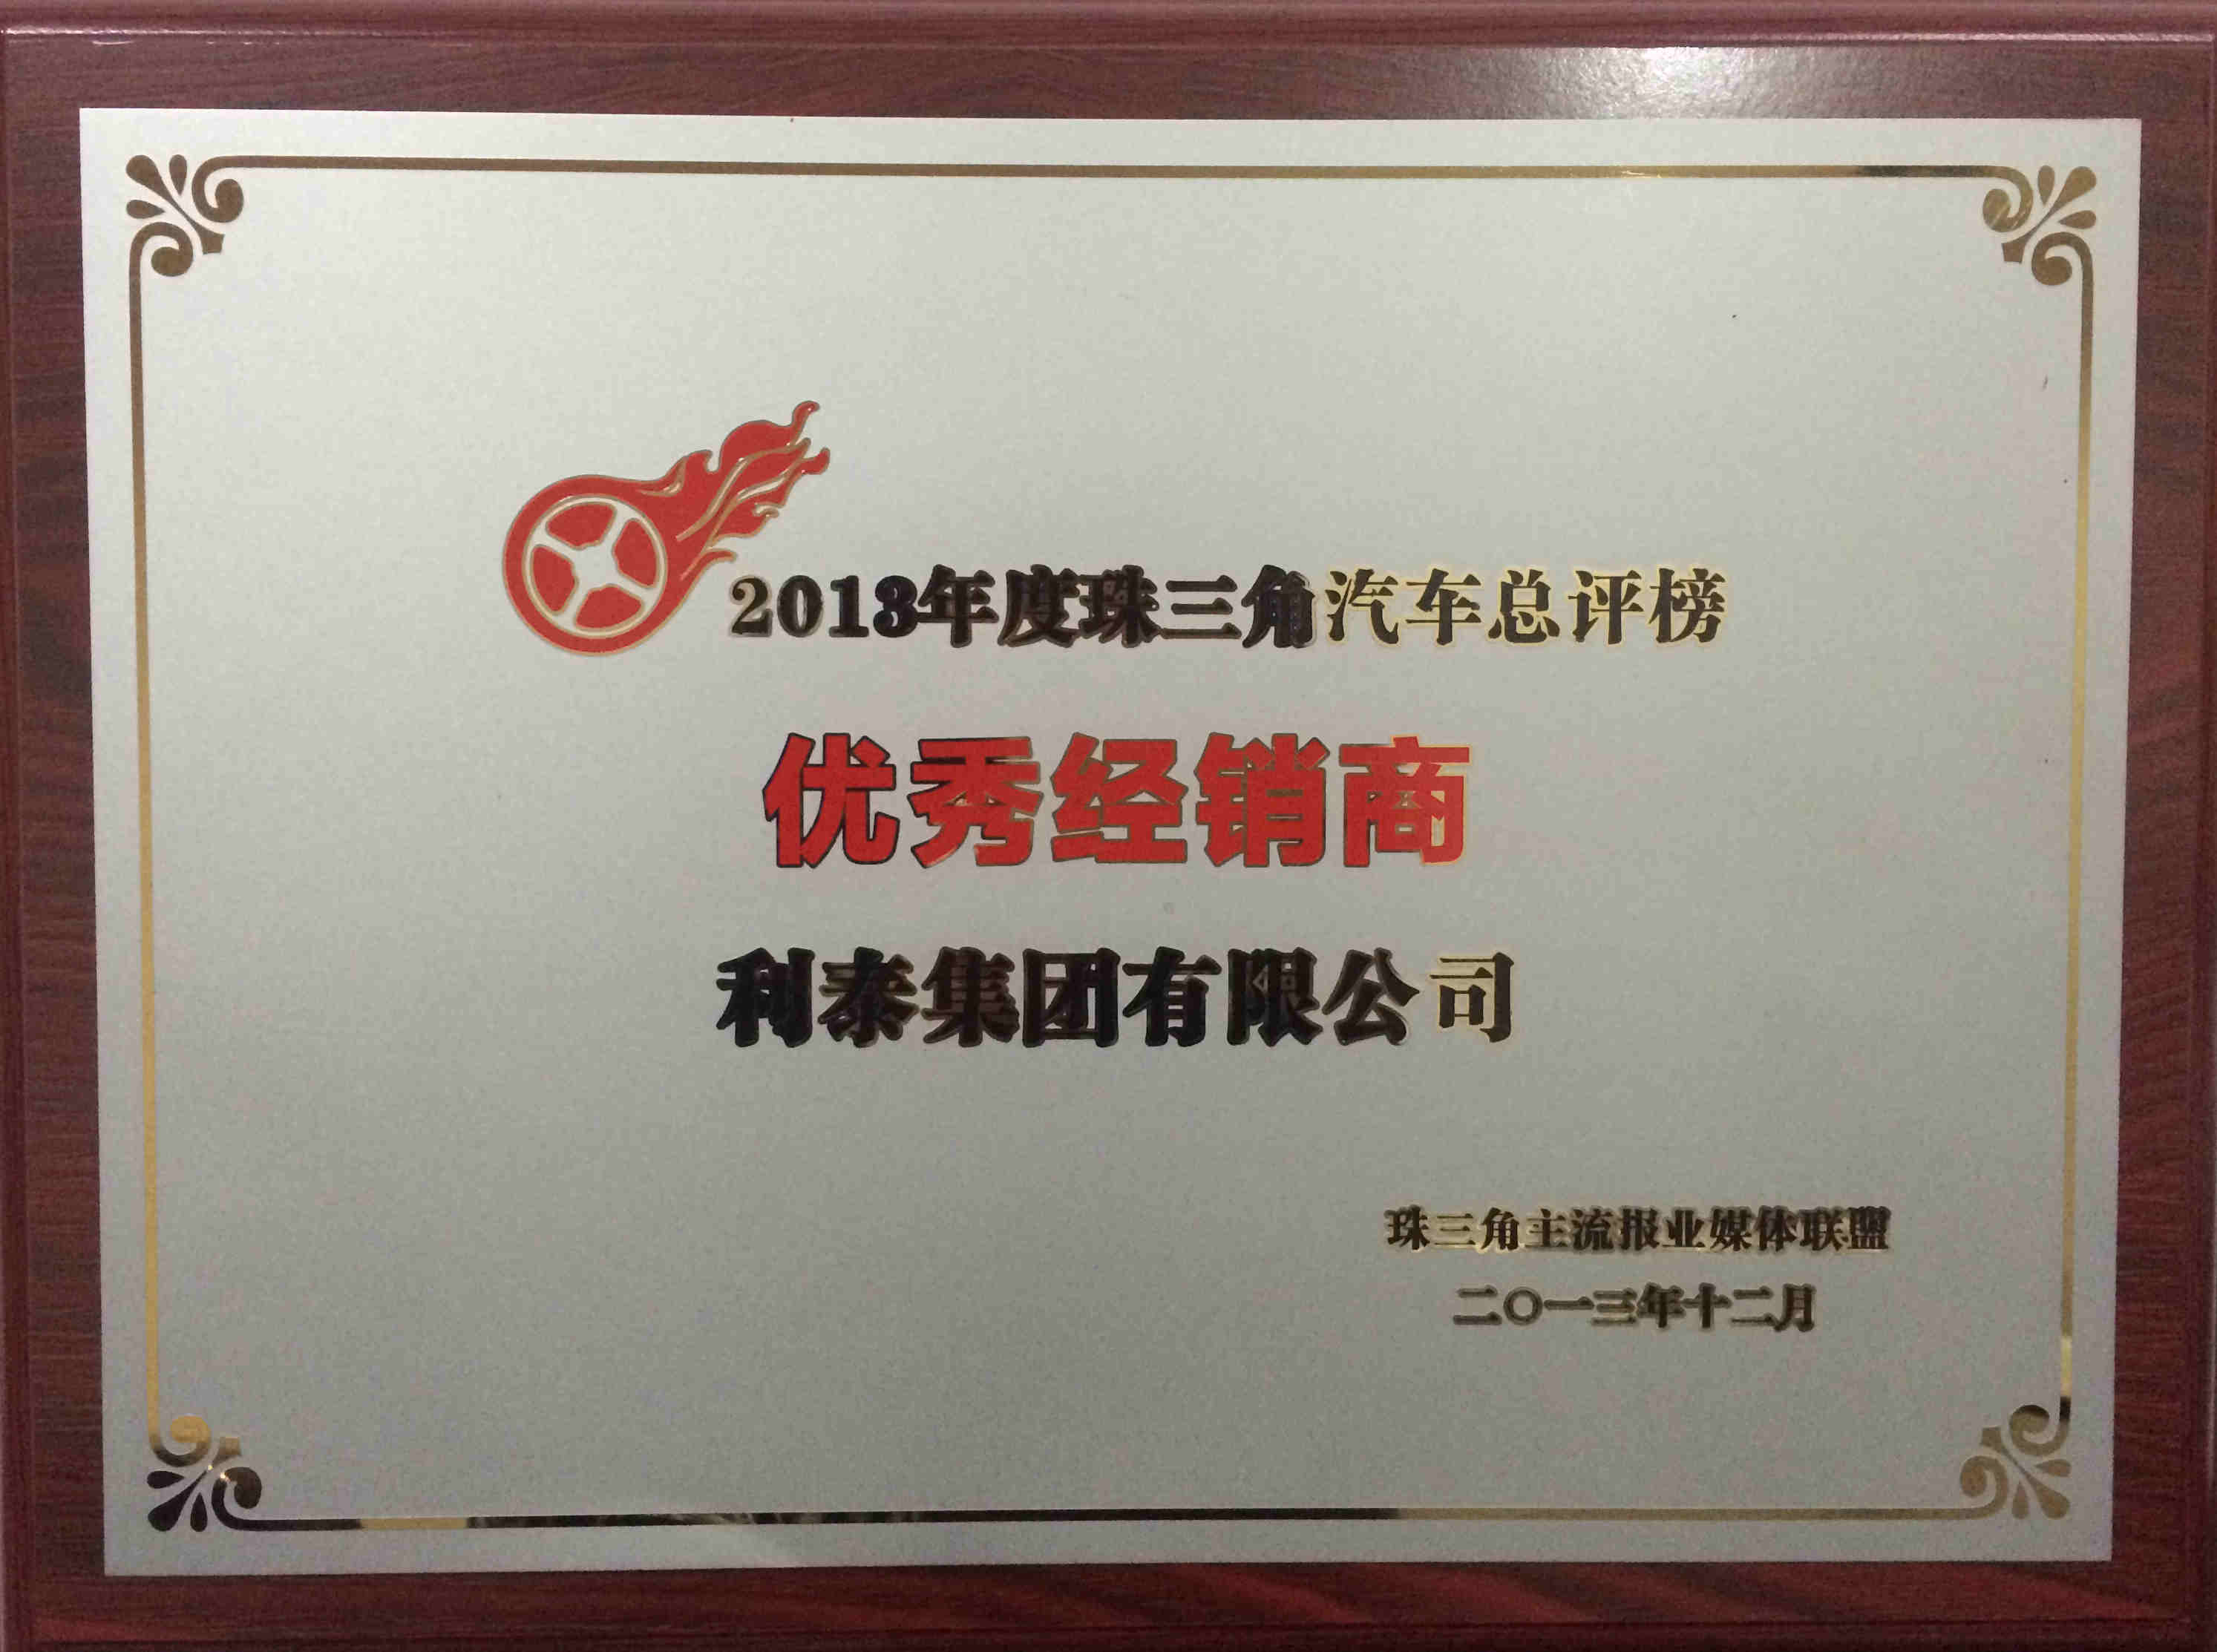 2013年度珠三角汽车总评榜
优秀经销商
利泰集团有限公司
珠三角主流报业媒体联盟
二〇一三年十二月